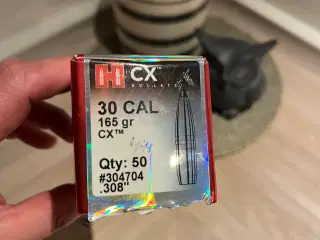 H CX
BULLETS
30 CAL
165 gr
CX™
Qty: 50
#304704
.308"